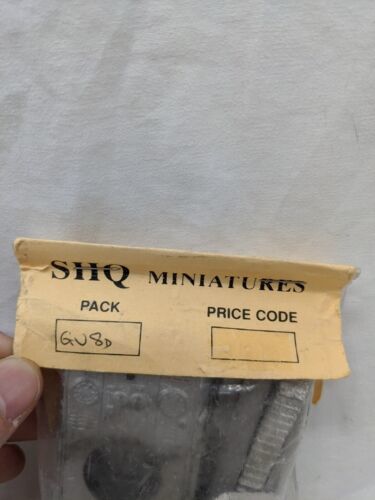 SHQ MINIATURES
PACK PRICE CODE
GV8D